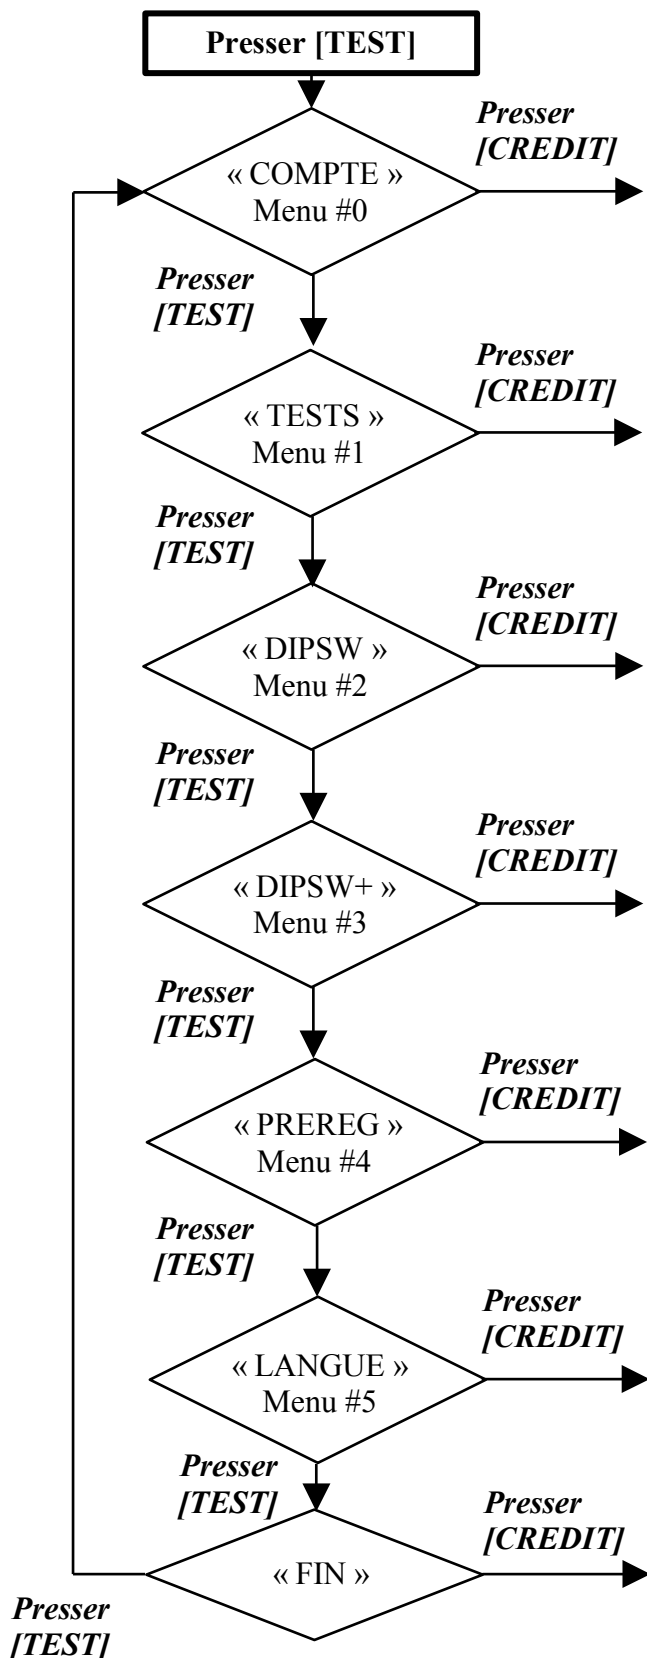 Presser [TEST]
Presser
[CREDIT]
« COMPTE »
Menu #0
Presser
[TEST]
Presser
[CREDIT]
« TESTS »
Menu #1
Presser
[TEST]
Presser
[CREDIT]
« DIPSW »
Menu #2
Presser
[TEST]
Presser
[CREDIT]
« DIPSW+ »
Menu #3
Presser
[TEST]
Presser
[CREDIT]
« PREREG »
Menu #4
Presser
[TEST]
Presser
[CREDIT]
« LANGUE »
Menu #5
Presser
[TEST]
Presser
[CREDIT]
« FIN »
Presser
[TEST]